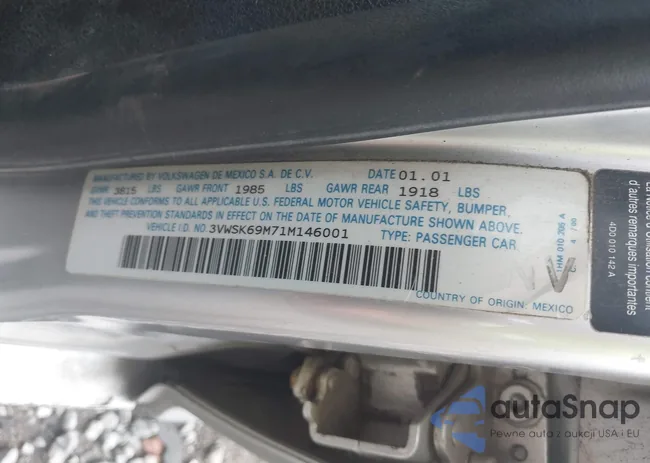 MANUFACTURED BY VOLKSWAGEN DE MEXICO S.A. DE C.V. DATE 01.01
GVWR 3815 LBS GAWR FRONT 1985 LBS GAWR REAR 1918 LBS
THIS VEHICLE CONFORMS TO ALL APPLICABLE U.S. FEDERAL MOTOR VEHICLE SAFETY, BUMPER,
AND THEFT PREVENTION STANDARDS IN EFFECT ON THE DATE OF MANUFACTURE SHOWN ABOVE.
VEHICLE I.D. NO. 3VWSK69M71M146001 TYPE: PASSENGER CAR
COUNTRY OF ORIGIN: MEXICO
d'autres remarques
importantes
4D0 010 142 A
autaSnap
Pewne auta z aukcji USA i EU